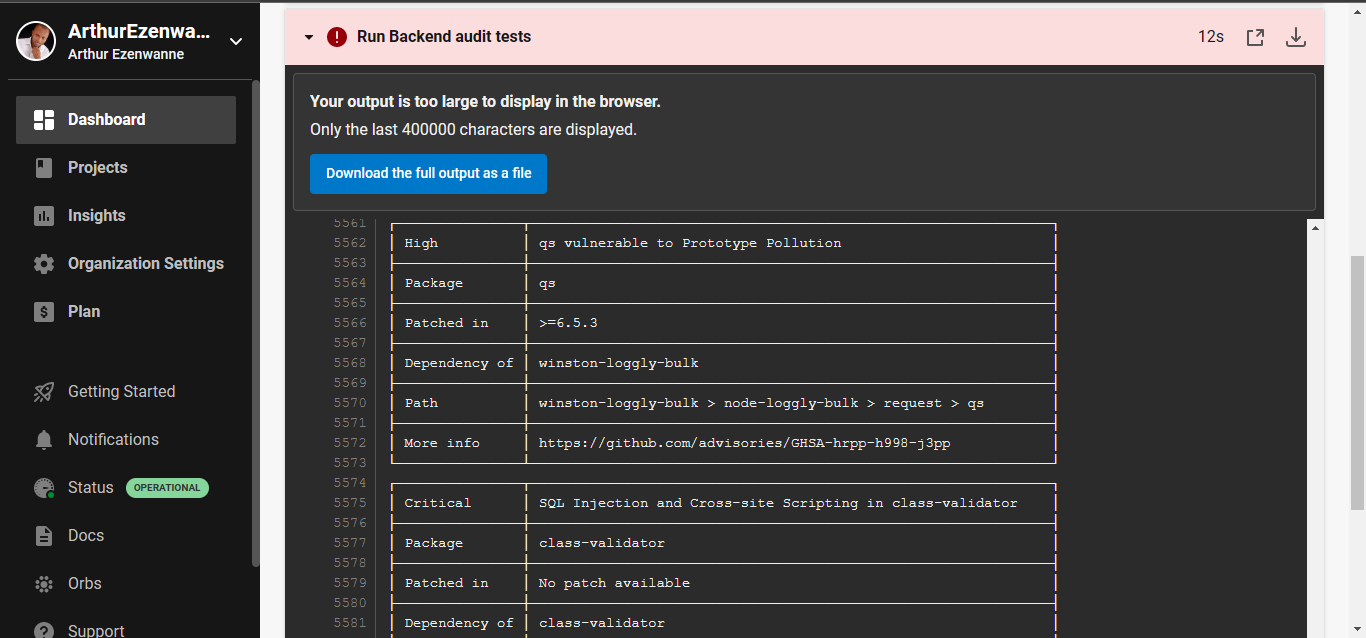 ArthurEzenwa...
Arthur Ezenwanne
Dashboard
Projects
Insights
Organization Settings
Plan
Getting Started
Notifications
Status OPERATIONAL
Docs
Orbs
Support
Run Backend audit tests 12s
Your output is too large to display in the browser.
Only the last 400000 characters are displayed.
Download the full output as a file
5561
5562 High qs vulnerable to Prototype Pollution
5563
5564 Package qs
5565
5566 Patched in >=6.5.3
5567
5568 Dependency of winston-loggly-bulk
5569
5570 Path winston-loggly-bulk > node-loggly-bulk > request > qs
5571
5572 More info https://github.com/advisories/GHSA-hrpp-h998-j3pp
5573
5574
5575 Critical SQL Injection and Cross-site Scripting in class-validator
5576
5577 Package class-validator
5578
5579 Patched in No patch available
5580
5581 Dependency of class-validator